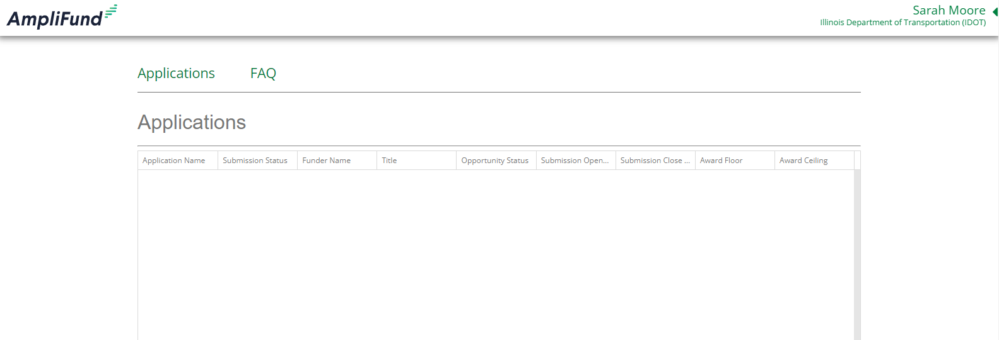 AmpliFund
Sarah Moore
Illinois Department of Transportation (IDOT)
Applications FAQ
Applications
Application Name Submission Status Funder Name Title Opportunity Status Submission Open... Submission Close ... Award Floor Award Ceiling